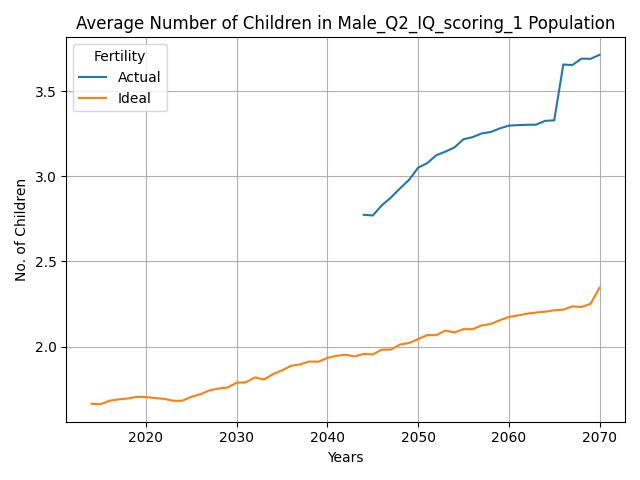 Average Number of Children in Male_Q2_IQ_scoring_1 Population
Fertility
Actual
Ideal
No. of Children
3.5
3.0
2.5
2.0
2020 2030 2040 2050 2060 2070
Years